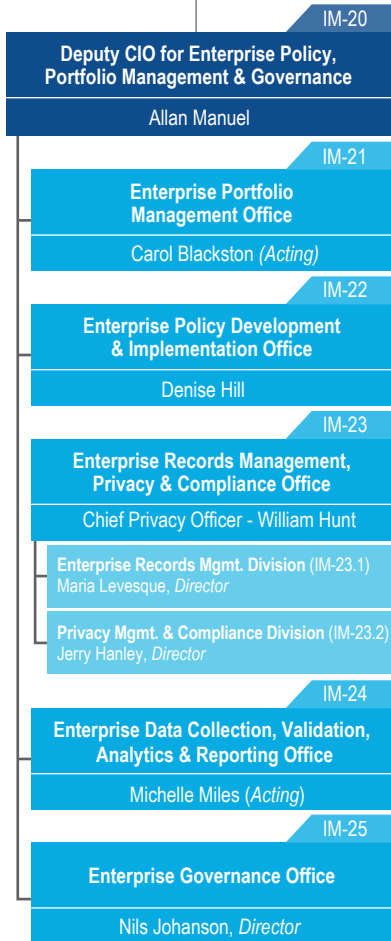 IM-20
Deputy CIO for Enterprise Policy,
Portfolio Management & Governance
Allan Manuel
IM-21
Enterprise Portfolio
Management Office
Carol Blackston (Acting)
IM-22
Enterprise Policy Development
& Implementation Office
Denise Hill
IM-23
Enterprise Records Management,
Privacy & Compliance Office
Chief Privacy Officer - William Hunt
Enterprise Records Mgmt. Division (IM-23.1)
Maria Levesque, Director
Privacy Mgmt. & Compliance Division (IM-23.2)
Jerry Hanley, Director
IM-24
Enterprise Data Collection, Validation,
Analytics & Reporting Office
Michelle Miles (Acting)
IM-25
Enterprise Governance Office
Nils Johanson, Director